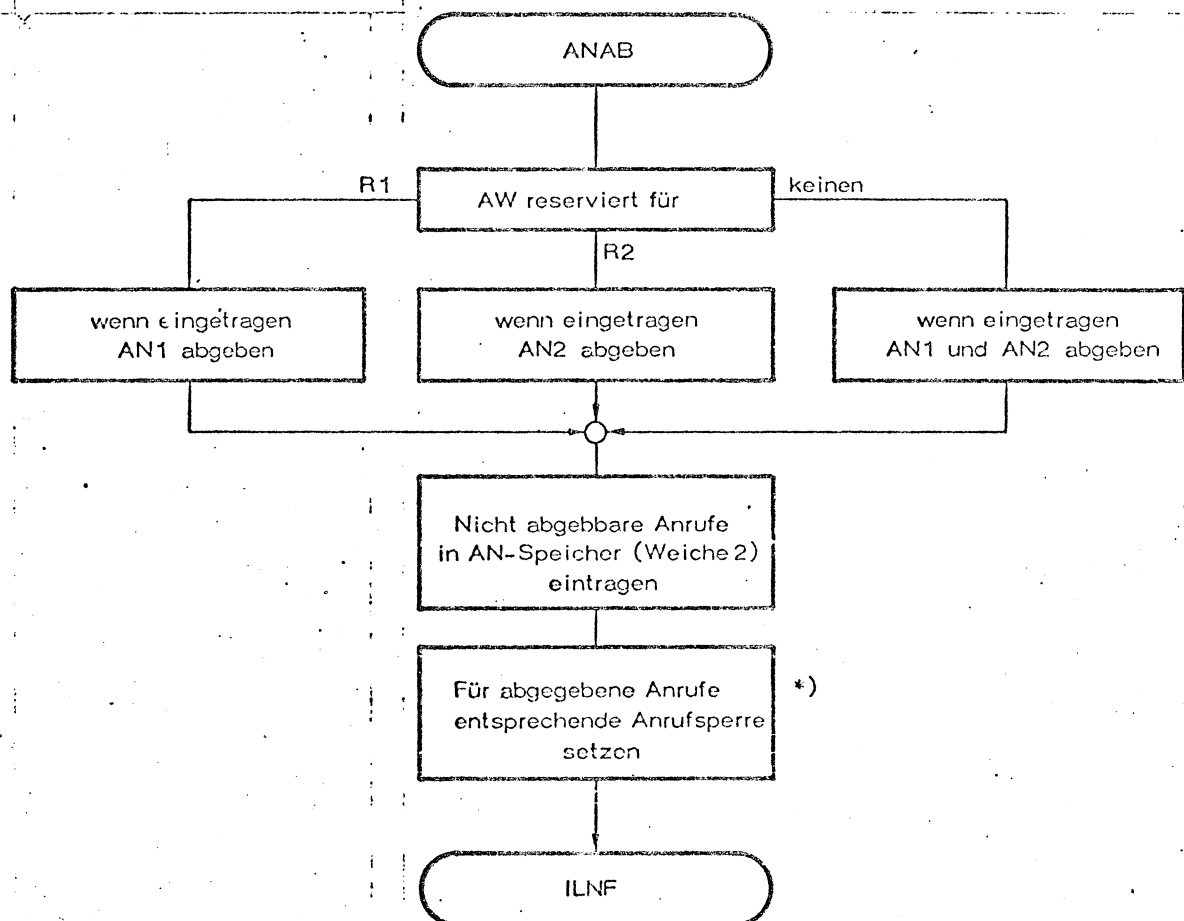 ANAB
R1
AW reserviert für
keinen
R2
wenn eingetragen
AN1 abgeben
wenn eingetragen
AN2 abgeben
wenn eingetragen
AN1 und AN2 abgeben
Nicht abgebbare Anrufe
in AN-Speicher (Weiche 2)
eintragen
Für abgegebene Anrufe
entsprechende Anrufsperre
setzen
*)
ILNF